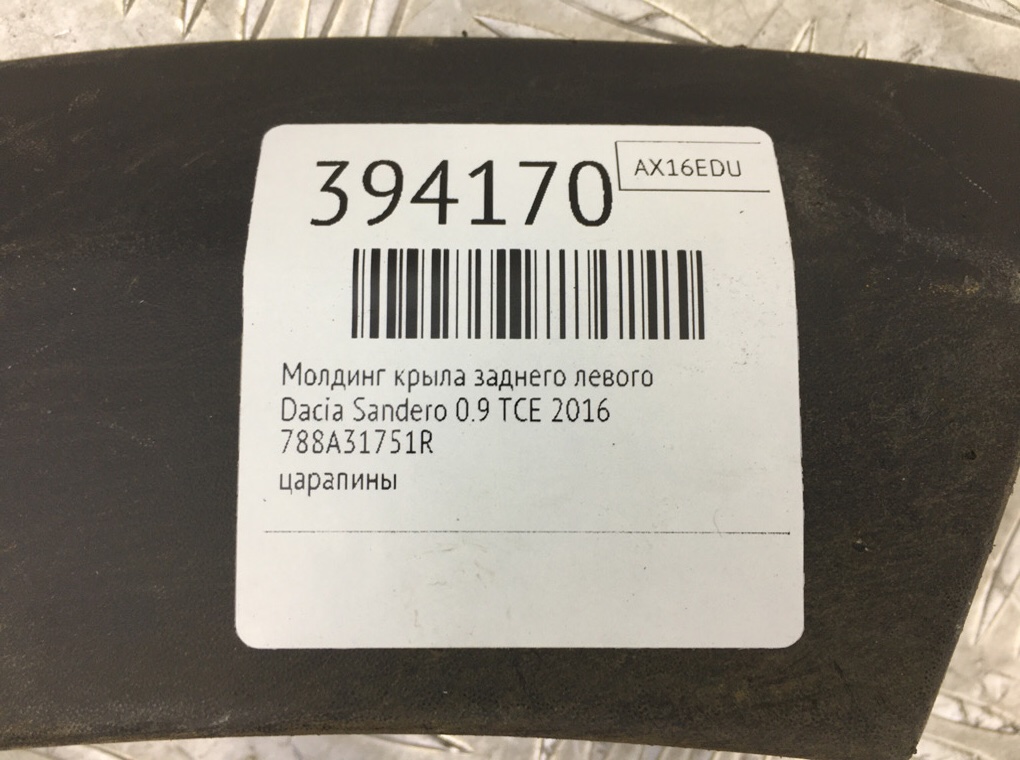 394170
AX16EDU
Молдинг крыла заднего левого
Dacia Sandero 0.9 TCE 2016
788A31751R
царапины